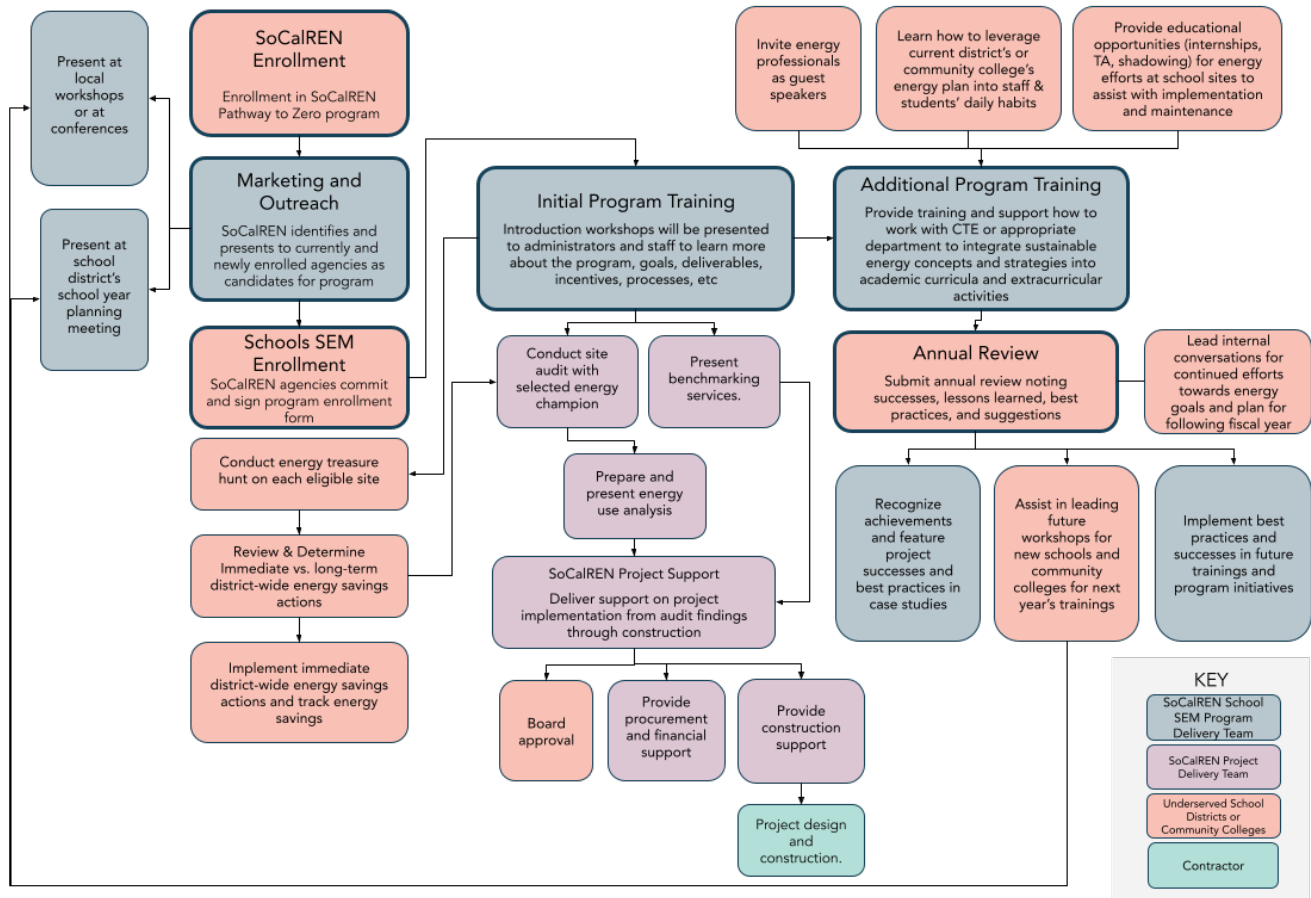 SoCalREN
Enrollment
Enrollment in SoCalREN
Pathway to Zero program
Present at
local
workshops
or at
conferences
Marketing and
Outreach
SoCalREN identifies and
presents to currently and
newly enrolled agencies as
candidates for program
Present at
school
district's
school year
planning
meeting
Schools SEM
Enrollment
SoCalREN agencies commit
and sign program enrollment
form
Conduct energy treasure
hunt on each eligible site
Review & Determine
Immediate vs. long-term
district-wide energy savings
actions
Implement immediate
district-wide energy savings
actions and track energy
savings
Initial Program Training
Introduction workshops will be presented
to administrators and staff to learn more
about the program, goals, deliverables,
incentives, processes, etc
Conduct site
audit with
selected energy
champion
Present
benchmarking
services.
Prepare and
present energy
use analysis
SoCalREN Project Support
Deliver support on project
implementation from audit findings
through construction
Board
approval
Provide
procurement
and financial
support
Provide
construction
support
Project design
and
construction.
Invite energy
professionals
as guest
speakers
Learn how to leverage
current district's or
community college's
energy plan into staff &
students' daily habits
Provide educational
opportunities (internships,
TA, shadowing) for energy
efforts at school sites to
assist with implementation
and maintenance
Additional Program Training
Provide training and support how to
work with CTE or appropriate
department to integrate sustainable
energy concepts and strategies into
academic curricula and extracurricular
activities
Annual Review
Submit annual review noting
successes, lessons learned, best
practices, and suggestions
Lead internal
conversations for
continued efforts
towards energy
goals and plan for
following fiscal year
Recognize
achievements
and feature
project
successes and
best practices in
case studies
Assist in leading
future
workshops for
new schools and
community
colleges for next
year's trainings
Implement best
practices and
successes in future
trainings and
program initiatives
KEY
SoCalREN School
SEM Program
Delivery Team
SoCalREN Project
Delivery Team
Underserved School
Districts or
Community Colleges
Contractor